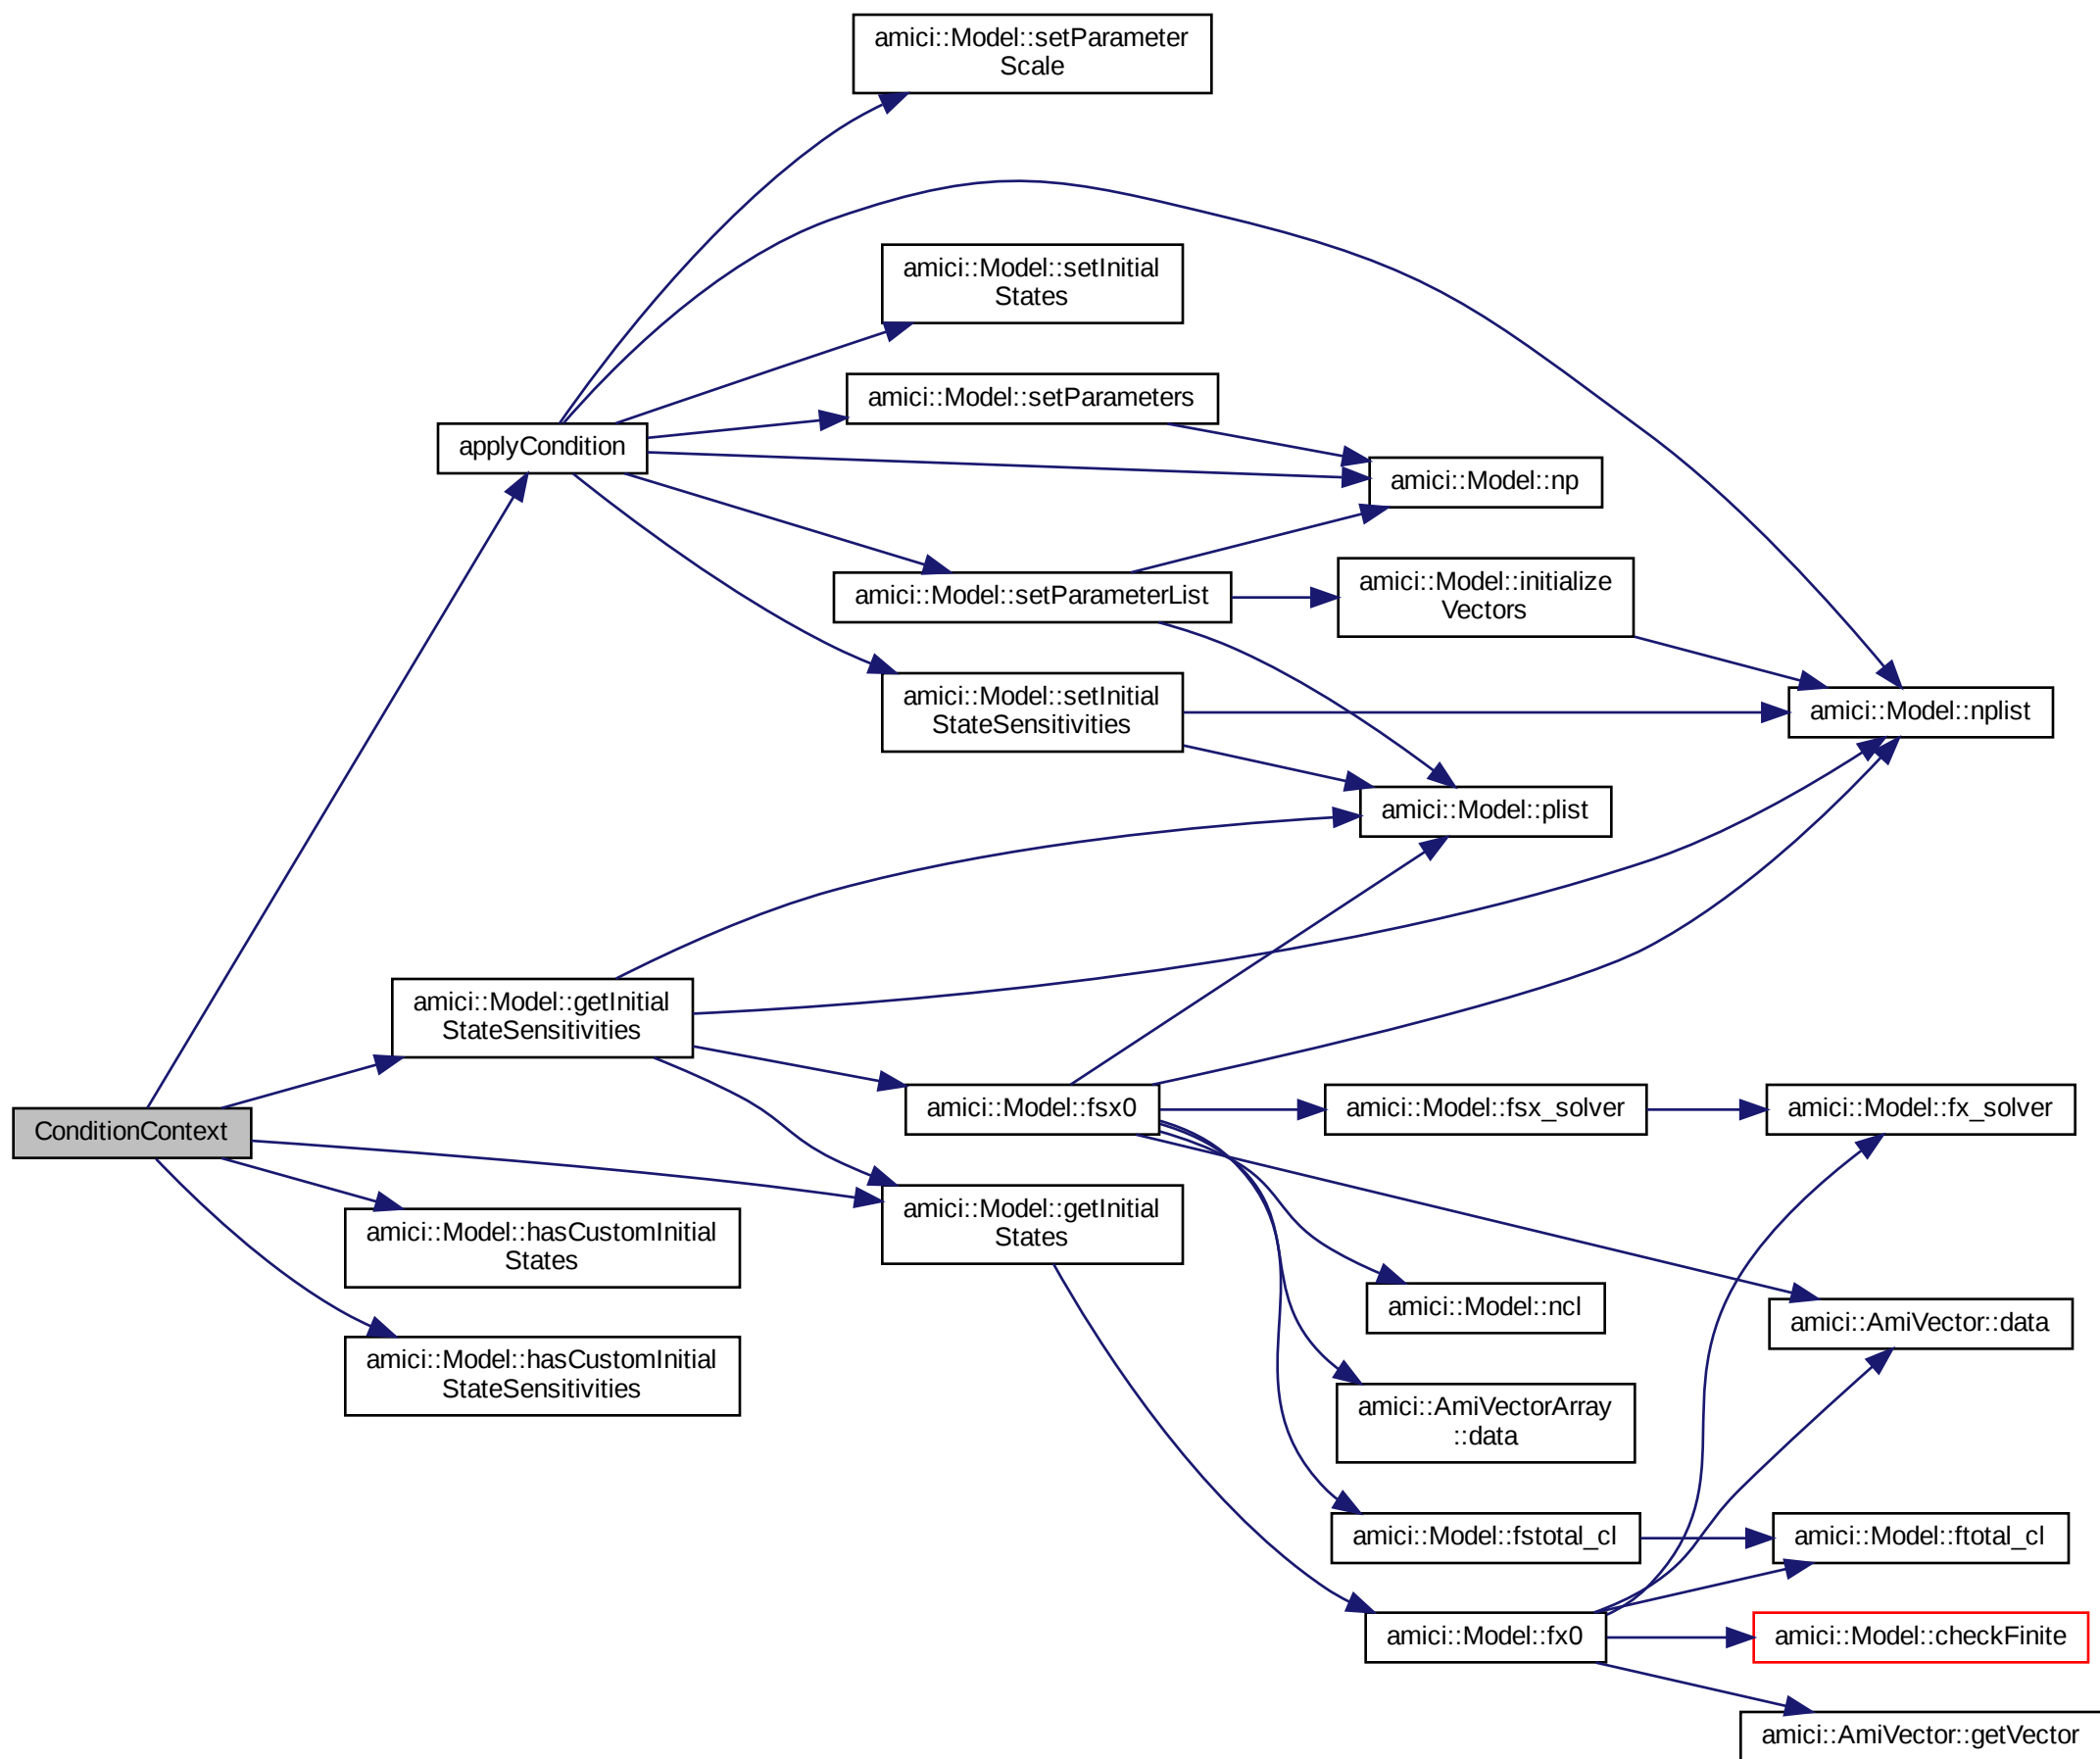 amici::Model::setParameter
Scale
amici::Model::setInitial
States
amici::Model::setParameters
applyCondition
amici::Model::np
amici::Model::setParameterList
amici::Model::initialize
Vectors
amici::Model::setInitial
StateSensitivities
amici::Model::nplist
amici::Model::plist
amici::Model::getInitial
StateSensitivities
ConditionContext
amici::Model::fsx0
amici::Model::fsx_solver
amici::Model::fx_solver
amici::Model::getInitial
States
amici::Model::hasCustomInitial
States
amici::Model::ncl
amici::AmiVector::data
amici::Model::hasCustomInitial
StateSensitivities
amici::AmiVectorArray
::data
amici::Model::fstotal_cl
amici::Model::ftotal_cl
amici::Model::fx0
amici::Model::checkFinite
amici::AmiVector::getVector